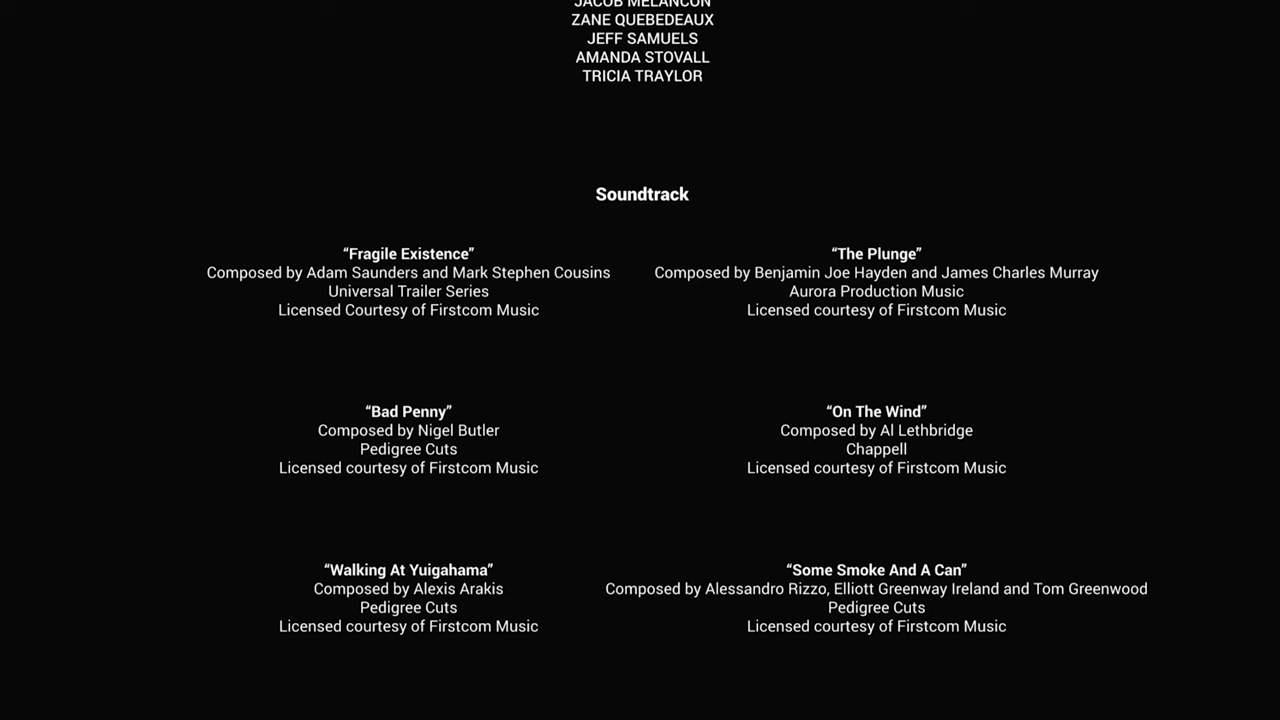 JACOB MELANCON
ZANE QUEBEDEAUX
JEFF SAMUELS
AMANDA STOVALL
TRICIA TRAYLOR
Soundtrack
“Fragile Existence”
Composed by Adam Saunders and Mark Stephen Cousins
Universal Trailer Series
Licensed Courtesy of Firstcom Music
“The Plunge”
Composed by Benjamin Joe Hayden and James Charles Murray
Aurora Production Music
Licensed courtesy of Firstcom Music
“Bad Penny”
Composed by Nigel Butler
Pedigree Cuts
Licensed courtesy of Firstcom Music
“On The Wind”
Composed by Al Lethbridge
Chappell
Licensed courtesy of Firstcom Music
“Walking At Yuigahama”
Composed by Alexis Arakis
Pedigree Cuts
Licensed courtesy of Firstcom Music
“Some Smoke And A Can”
Composed by Alessandro Rizzo, Elliott Greenway Ireland and Tom Greenwood
Pedigree Cuts
Licensed courtesy of Firstcom Music